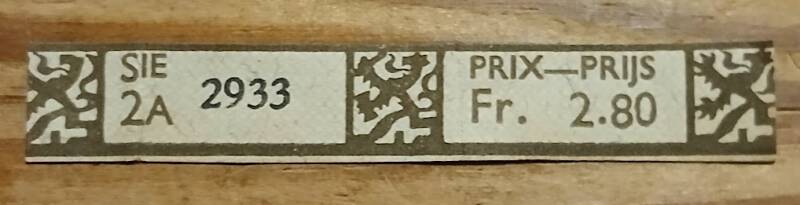 SIE
2A 2933
PRIX—PRIJS
Fr. 2.80